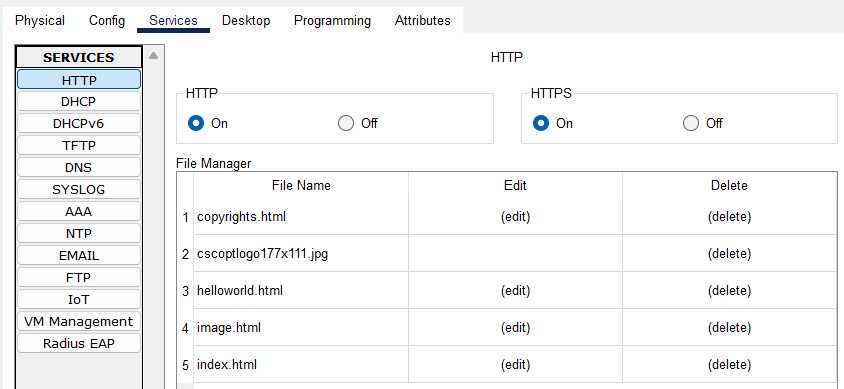 Physical Config Services Desktop Programming Attributes
SERVICES
HTTP
DHCP
DHCPv6
TFTP
DNS
SYSLOG
AAA
NTP
EMAIL
FTP
IoT
VM Management
Radius EAP
HTTP
HTTP
On Off
HTTPS
On Off
File Manager
File Name Edit Delete
1 copyrights.html (edit) (delete)
2 cscoptlogo177x111.jpg (delete)
3 helloworld.html (edit) (delete)
4 image.html (edit) (delete)
5 index.html (edit) (delete)